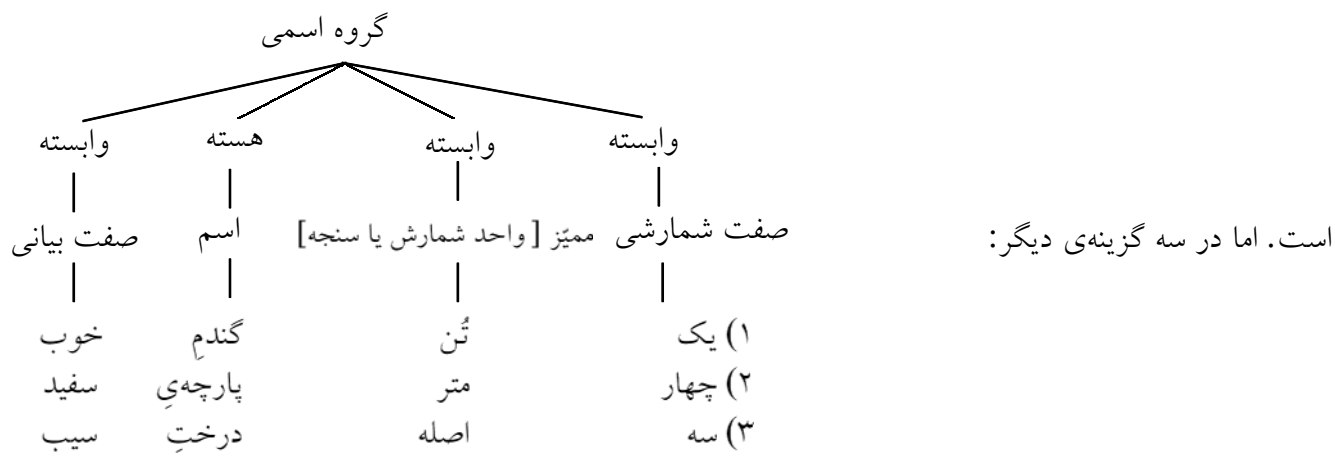 گروه اسمی
وابسته وابسته هسته وابسته
است. اما در سه گزینه‌ی دیگر: صفت شمارشی ممیّز [واحد شمارش یا سنجه] اسم صفت بیانی
۱) یک تُن گندمِ خوب
۲) چهار متر پارچه‌یِ سفید
۳) سه اصله درختِ سیب